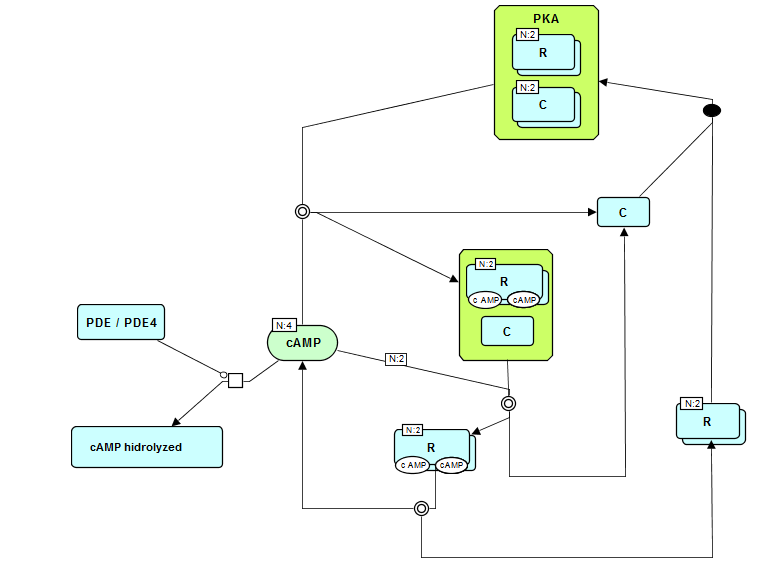 PKA
N:2
R
N:2
C
C
N:2
R
c AMP
cAMP
C
PDE / PDE4
N:4
cAMP
N:2
cAMP hidrolyzed
N:2
R
c AMP
cAMP
N:2
R